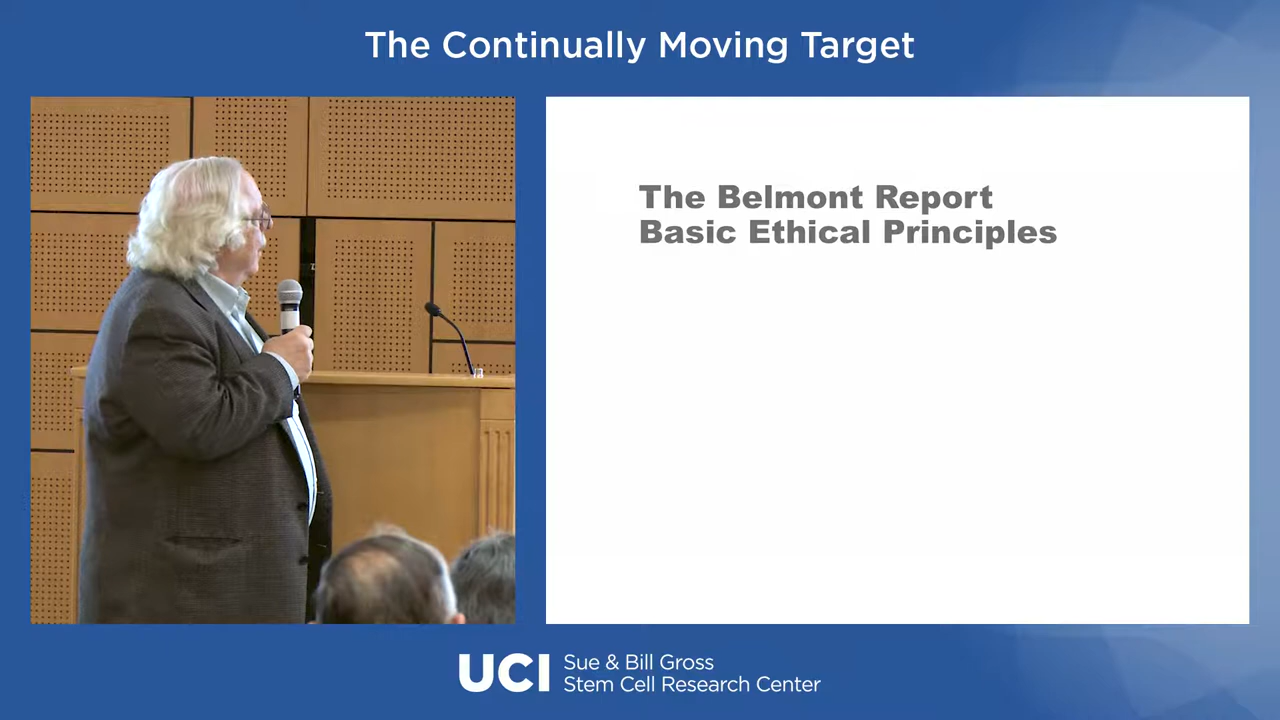 The Continually Moving Target
The Belmont Report
Basic Ethical Principles
UCI
Sue & Bill Gross
Stem Cell Research Center